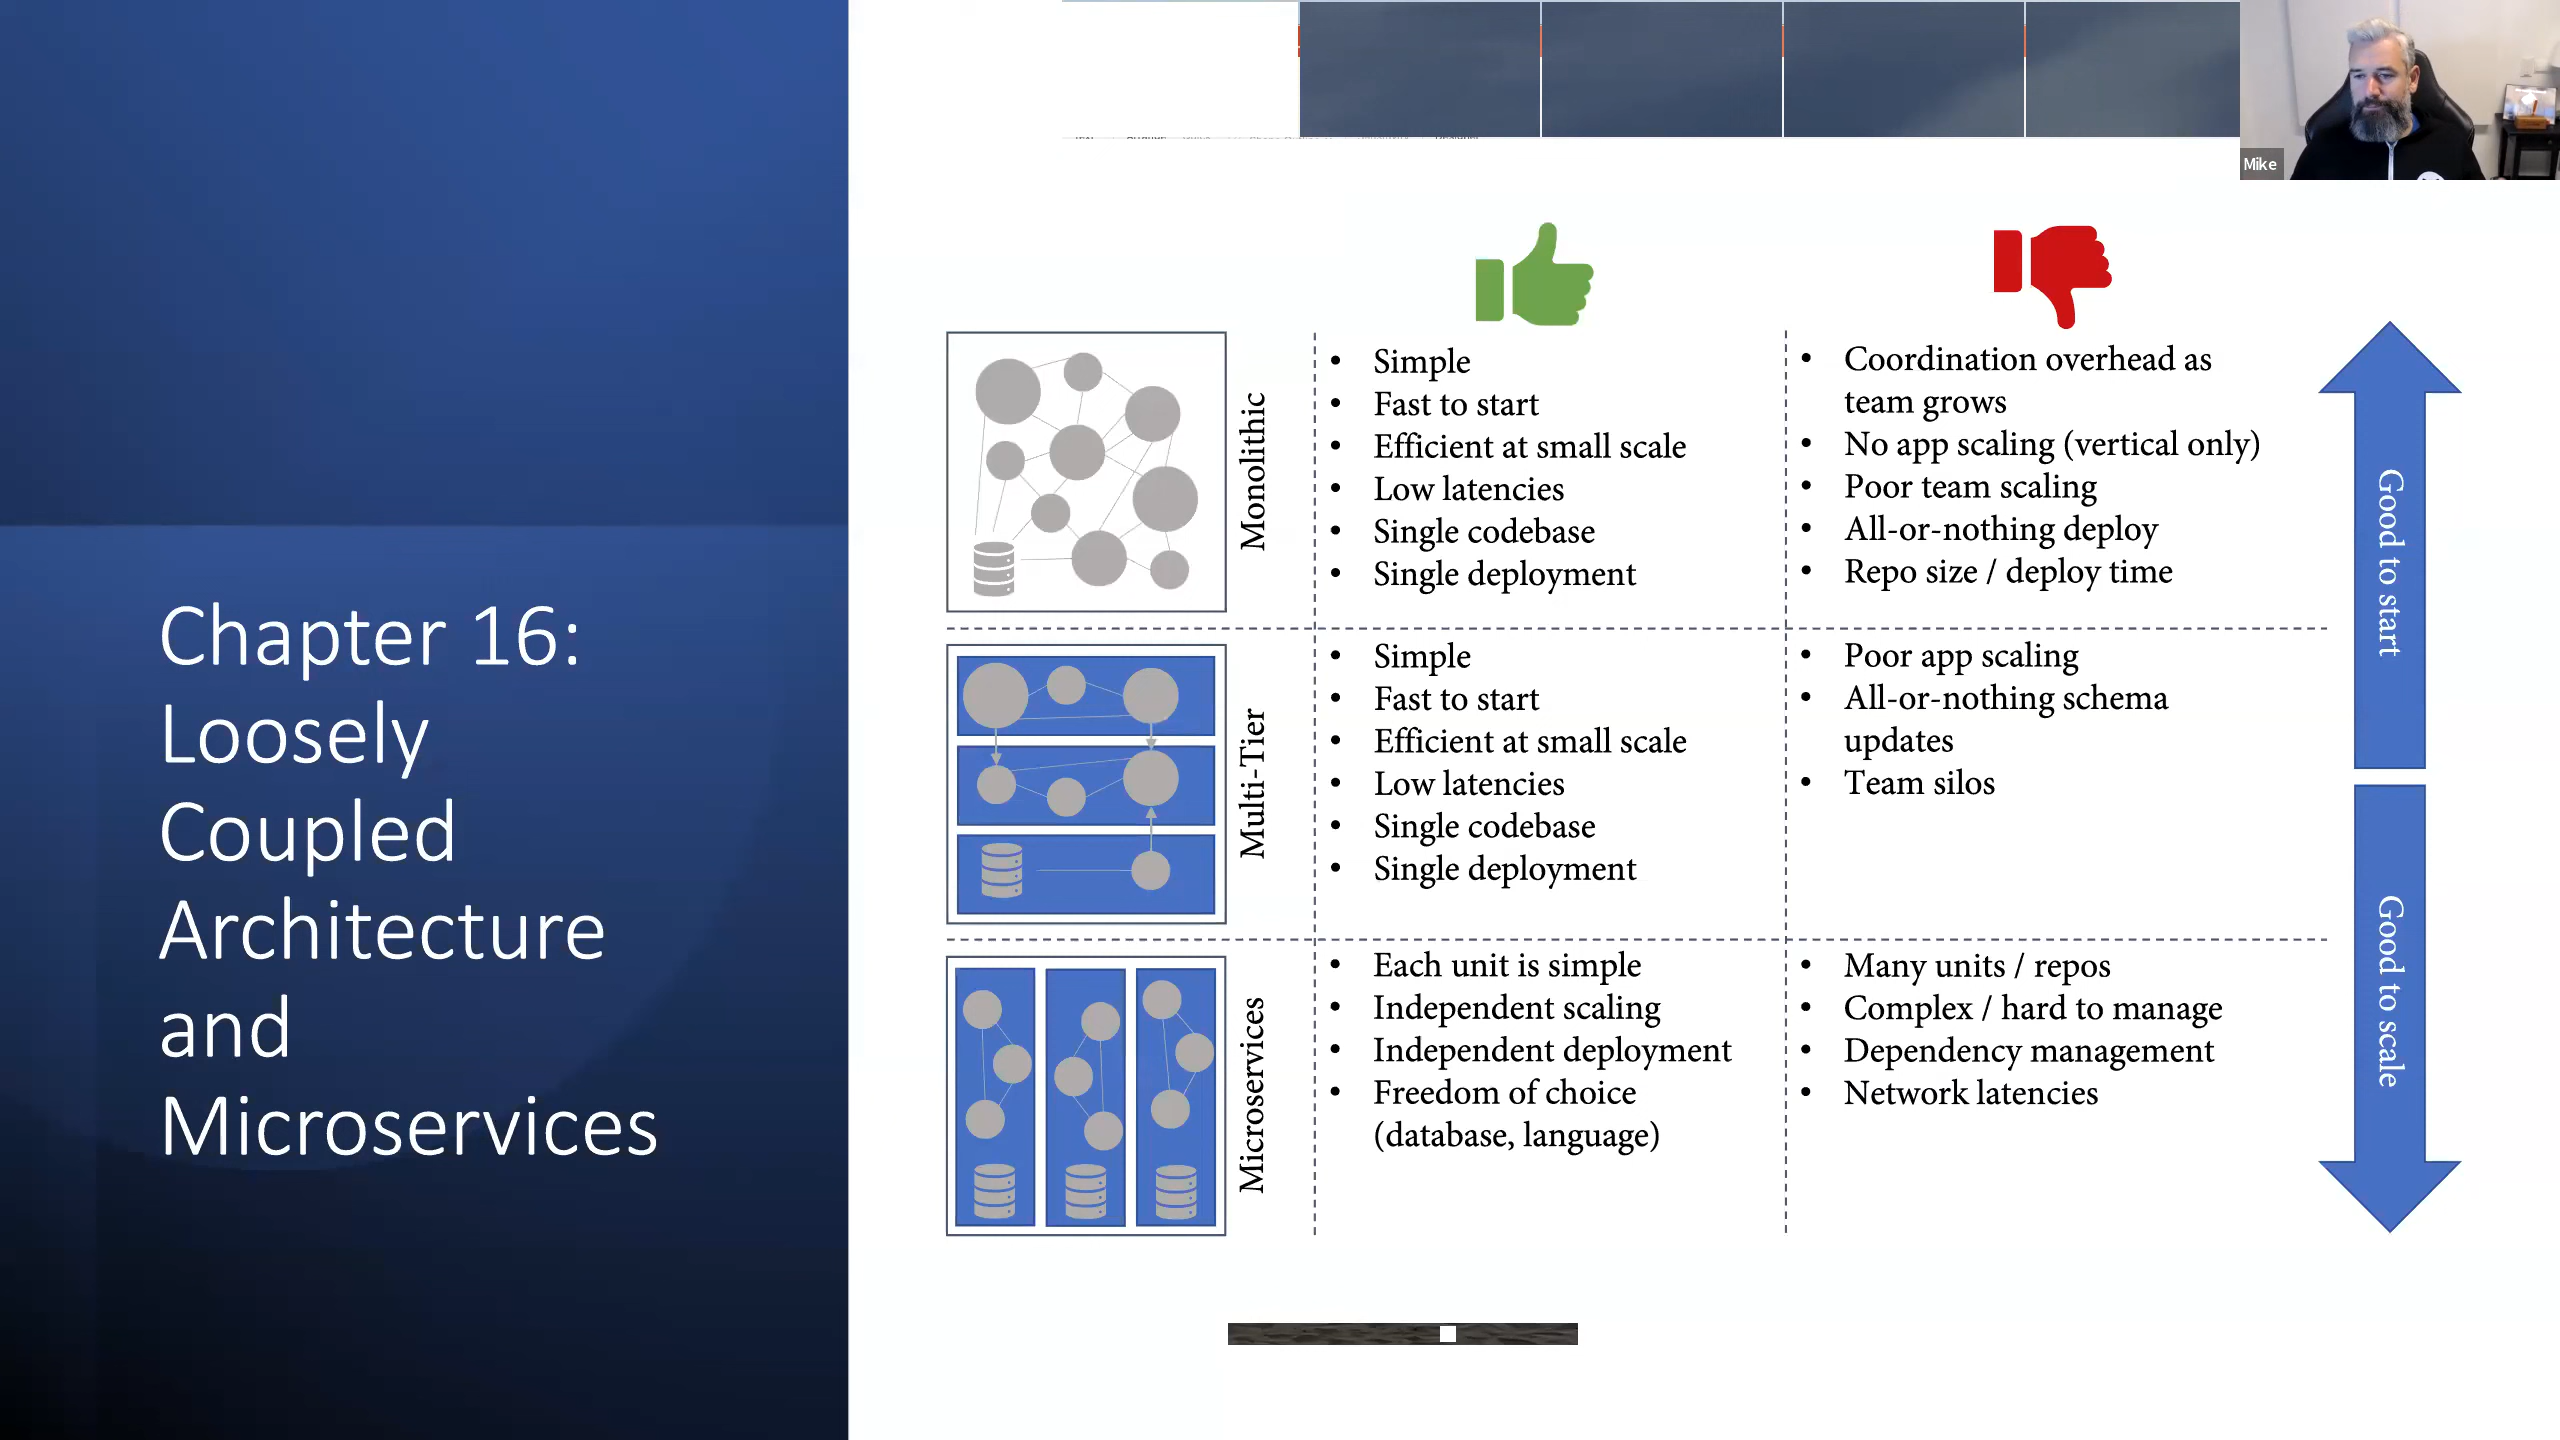 Mike
Chapter 16:
Loosely
Coupled
Architecture
and
Microservices
Monolithic
• Simple
• Fast to start
• Efficient at small scale
• Low latencies
• Single codebase
• Single deployment
• Coordination overhead as
team grows
• No app scaling (vertical only)
• Poor team scaling
• All-or-nothing deploy
• Repo size / deploy time
Multi-Tier
• Simple
• Fast to start
• Efficient at small scale
• Low latencies
• Single codebase
• Single deployment
• Poor app scaling
• All-or-nothing schema
updates
• Team silos
Microservices
• Each unit is simple
• Independent scaling
• Independent deployment
• Freedom of choice
(database, language)
• Many units / repos
• Complex / hard to manage
• Dependency management
• Network latencies
Good to start
Good to scale